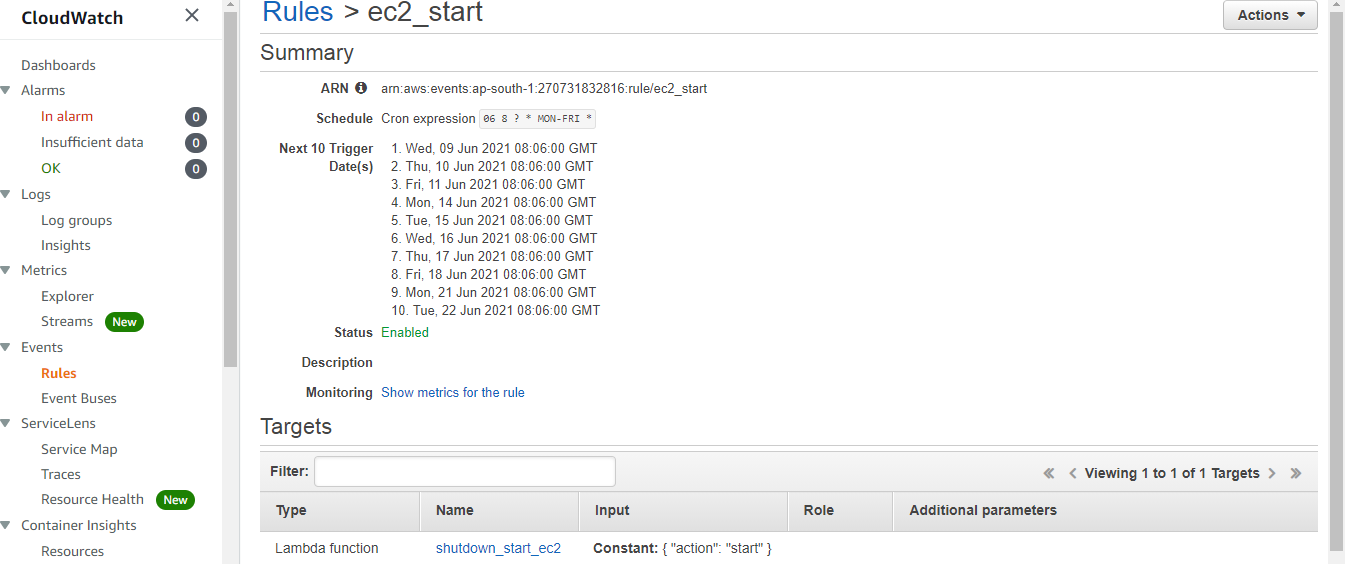 CloudWatch
Dashboards
Alarms
In alarm 0
Insufficient data 0
OK 0
Logs
Log groups
Insights
Metrics
Explorer
Streams New
Events
Rules
Event Buses
ServiceLens
Service Map
Traces
Resource Health New
Container Insights
Resources
Rules > ec2_start
Actions
Summary
ARN arn:aws:events:ap-south-1:270731832816:rule/ec2_start
Schedule Cron expression 06 8 ? * MON-FRI *
Next 10 Trigger Date(s)
1. Wed, 09 Jun 2021 08:06:00 GMT
2. Thu, 10 Jun 2021 08:06:00 GMT
3. Fri, 11 Jun 2021 08:06:00 GMT
4. Mon, 14 Jun 2021 08:06:00 GMT
5. Tue, 15 Jun 2021 08:06:00 GMT
6. Wed, 16 Jun 2021 08:06:00 GMT
7. Thu, 17 Jun 2021 08:06:00 GMT
8. Fri, 18 Jun 2021 08:06:00 GMT
9. Mon, 21 Jun 2021 08:06:00 GMT
10. Tue, 22 Jun 2021 08:06:00 GMT
Status Enabled
Description
Monitoring Show metrics for the rule
Targets
Filter: « < Viewing 1 to 1 of 1 Targets > »
Type Name Input Role Additional parameters
Lambda function shutdown_start_ec2 Constant: { "action": "start" }